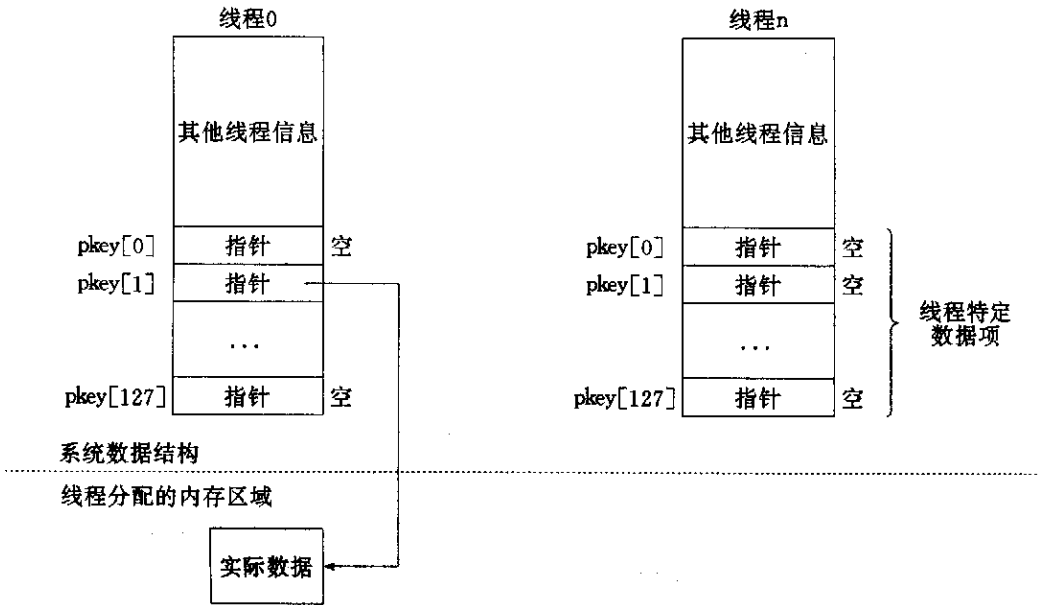 线程0
线程n
其他线程信息
其他线程信息
pkey[0] 指针 空
pkey[0] 指针 空
pkey[1] 指针
pkey[1] 指针 空
线程特定
数据项
...
...
pkey[127] 指针 空
pkey[127] 指针 空
系统数据结构
线程分配的内存区域
实际数据